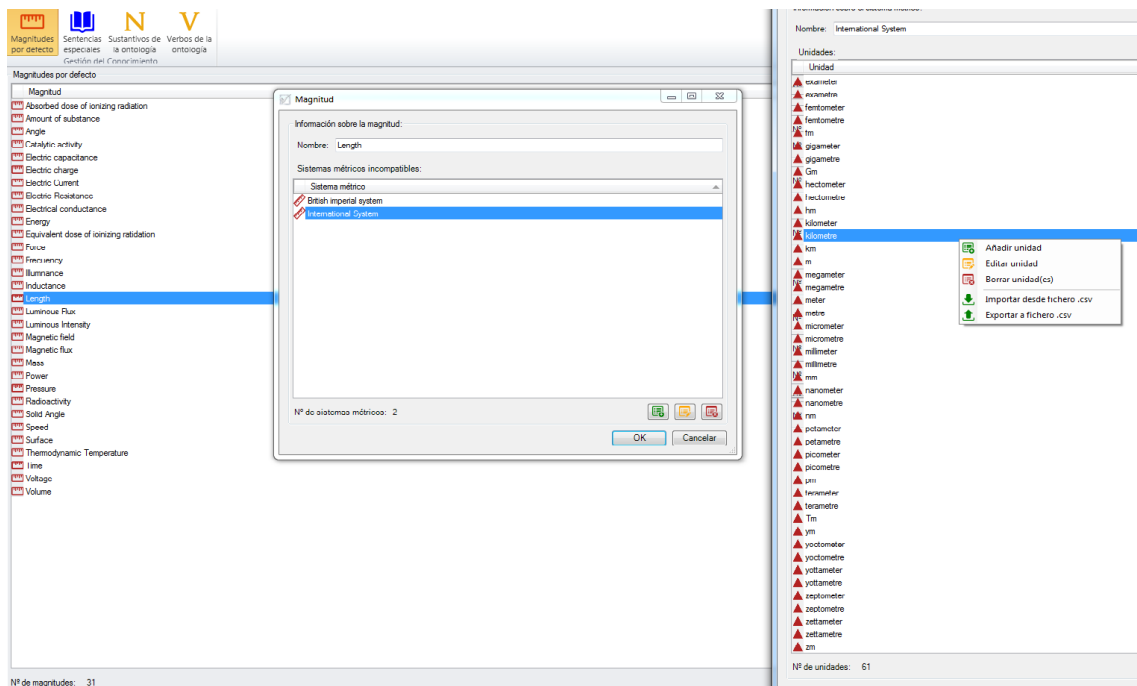 N
V
Magnitudes por defecto
Sentencias especiales
Sustantivos de la ontología
Verbos de la ontología
Gestión del Conocimiento
Magnitudes por defecto
Magnitud
Absorbed dose of ionizing radiation
Amount of substance
Angle
Catalytic activity
Electric capacitance
Electric charge
Electric Current
Electric Resistance
Electrical conductance
Energy
Equivalent dose of ioinizing ratidation
Force
Frecuency
Illumnance
Inductance
Length
Luminous Flux
Luminous Intensity
Magnetic field
Magnetic flux
Mass
Power
Pressure
Radioactivity
Solid Angle
Speed
Surface
Thermodynamic Temperature
Time
Voltage
Volume
Nº de magnitudes: 31
Magnitud
Información sobre la magnitud:
Nombre: Length
Sistemas métricos incompatibles:
Sistema métrico
British imperial system
International System
Nº de sistemas métricos: 2
OK
Cancelar
Nombre: International System
Unidades:
Unidad
exameter
exametre
femtometer
femtometre
fm
gigameter
gigametre
Gm
hectometer
hectometre
hm
kilometer
kilometre
km
m
megameter
megametre
meter
metre
micrometer
micrometre
millimeter
millimetre
mm
nanometer
nanometre
nm
petameter
petametre
picometer
picometre
pm
terameter
terametre
Tm
ym
yoctometer
yoctometre
yottameter
yottametre
zeptometer
zeptometre
zettameter
zettametre
zm
Nº de unidades: 61
Añadir unidad
Editar unidad
Borrar unidad(es)
Importar desde fichero .csv
Exportar a fichero .csv